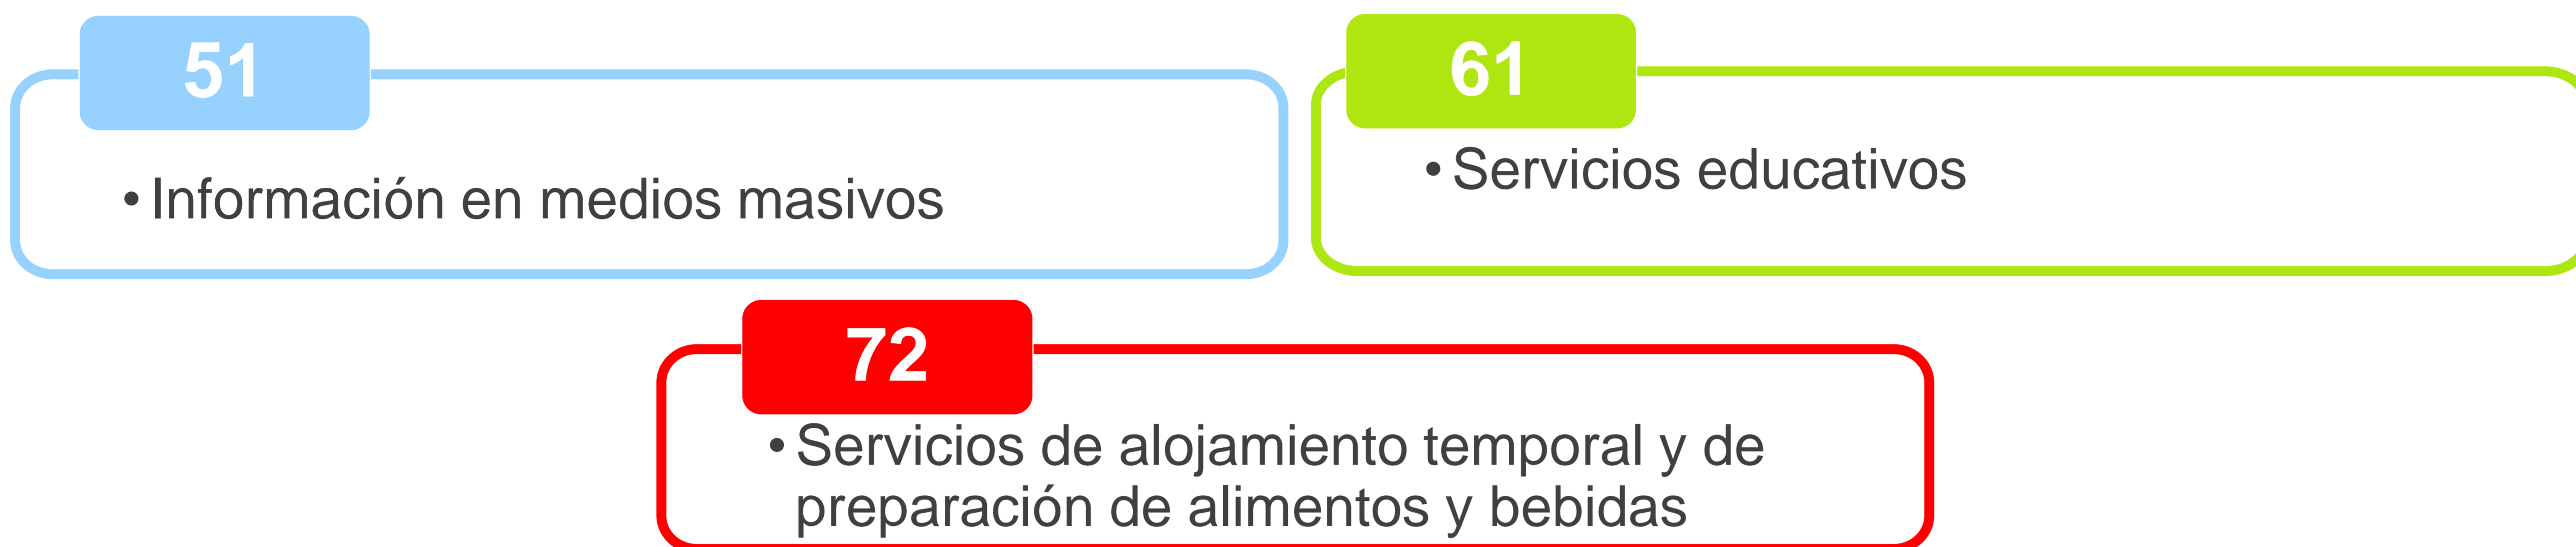 51
• Información en medios masivos
61
• Servicios educativos
72
• Servicios de alojamiento temporal y de
preparación de alimentos y bebidas